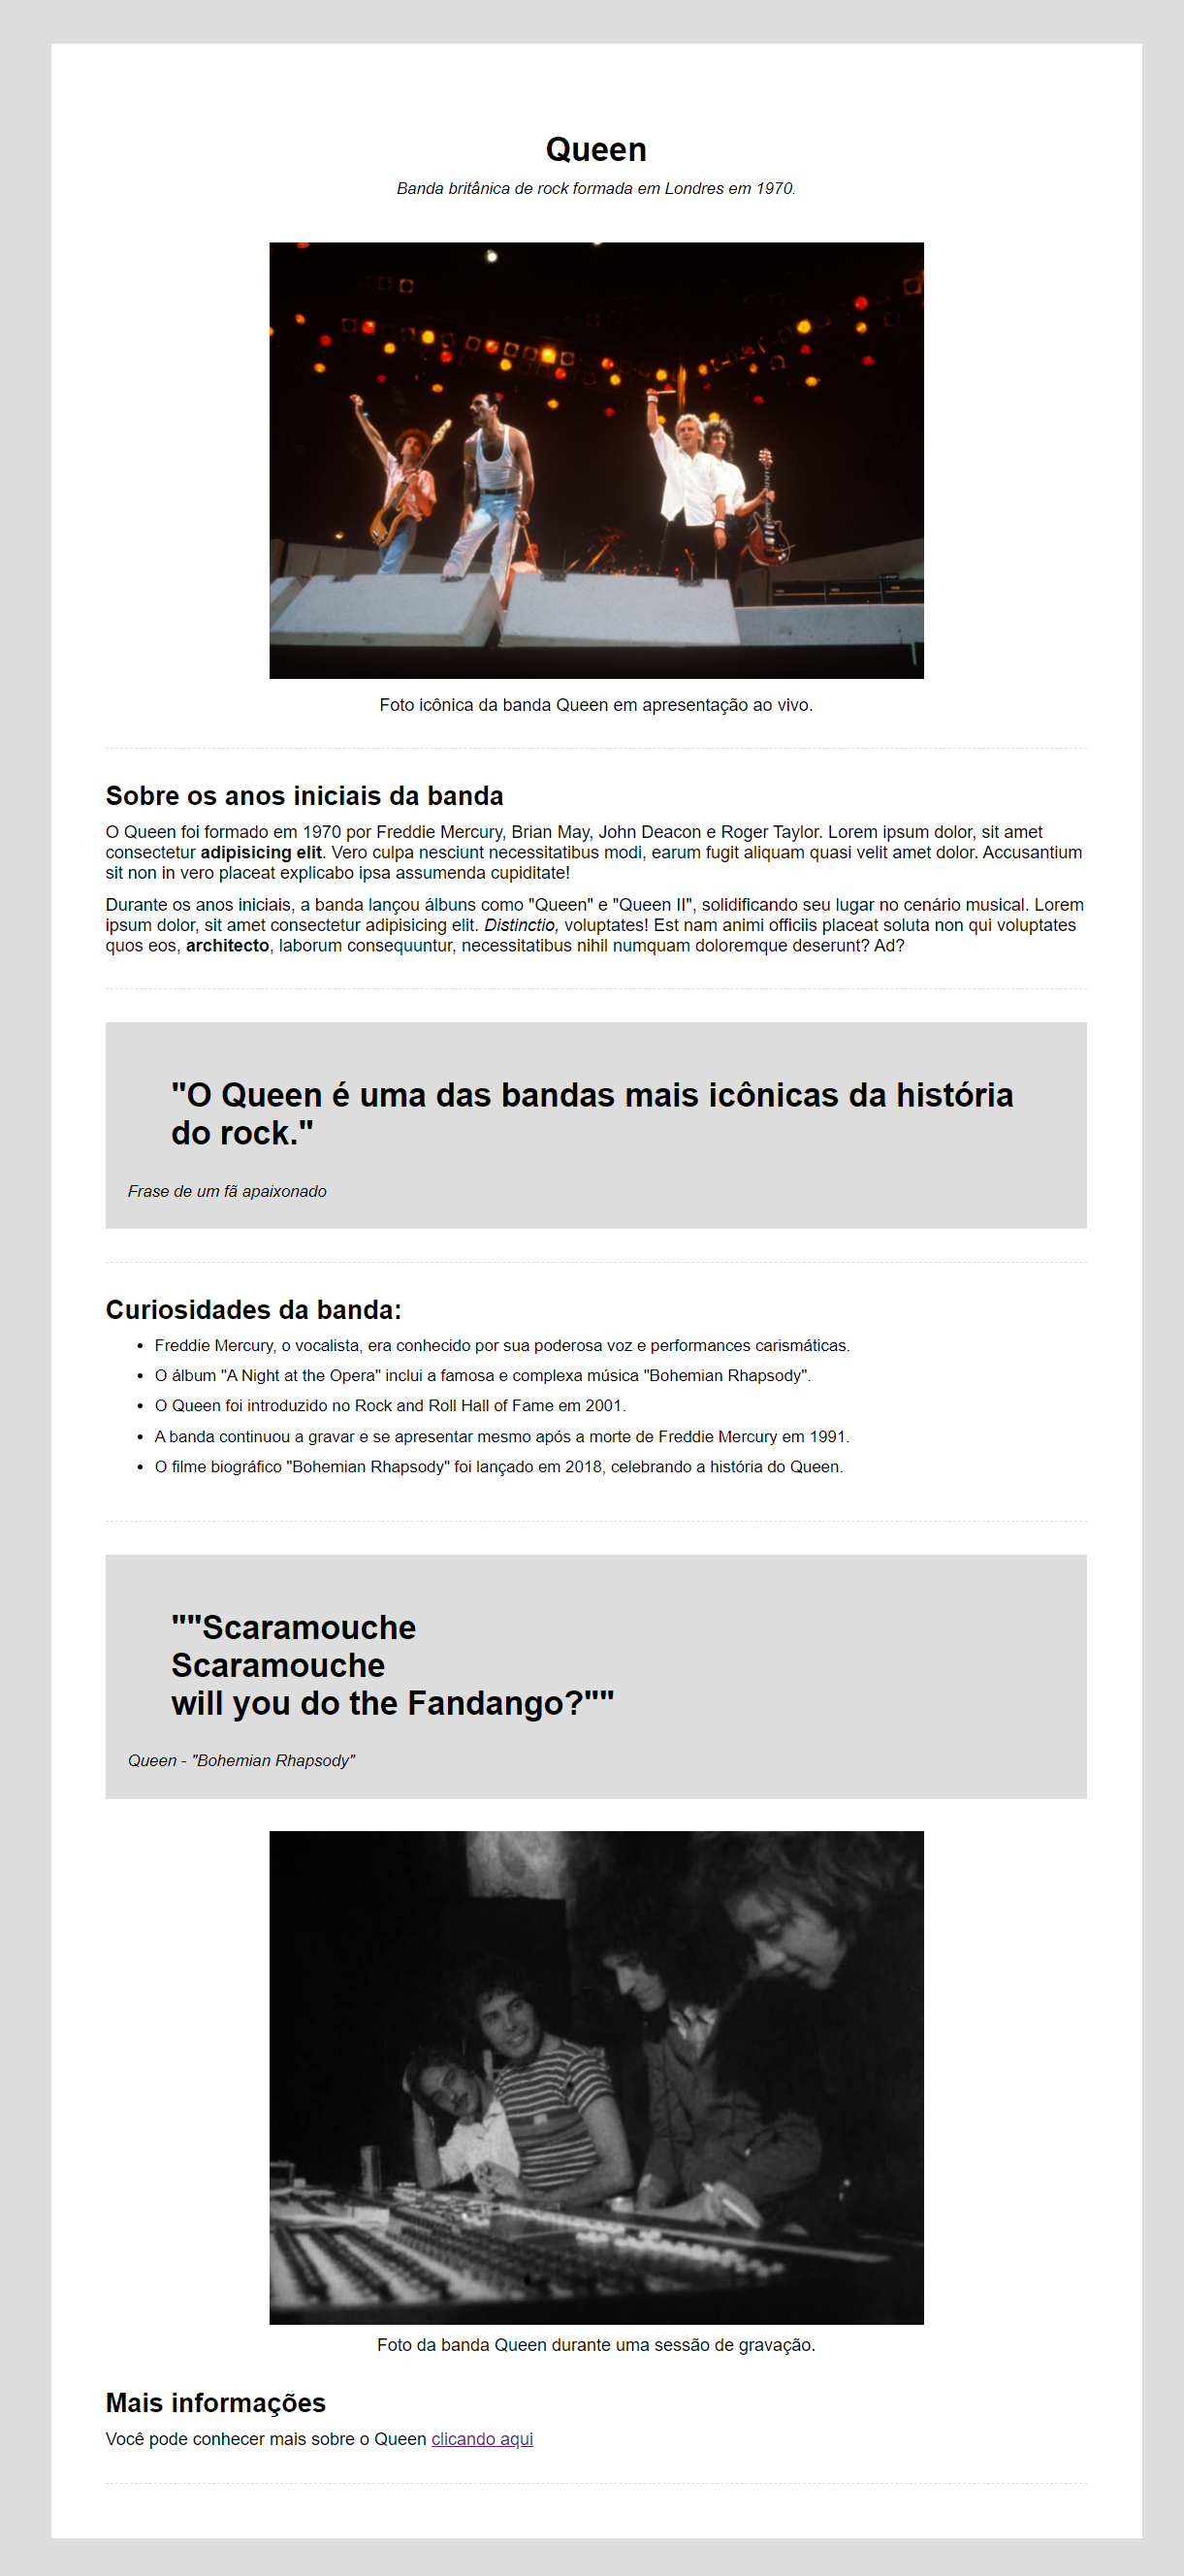 Queen
Banda britânica de rock formada em Londres em 1970.
Foto icônica da banda Queen em apresentação ao vivo.
Sobre os anos iniciais da banda
O Queen foi formado em 1970 por Freddie Mercury, Brian May, John Deacon e Roger Taylor. Lorem ipsum dolor, sit amet
consectetur adipisicing elit. Vero culpa nesciunt necessitatibus modi, earum fugit aliquam quasi velit amet dolor. Accusantium
sit non in vero placeat explicabo ipsa assumenda cupiditate!
Durante os anos iniciais, a banda lançou álbuns como "Queen" e "Queen II", solidificando seu lugar no cenário musical. Lorem
ipsum dolor, sit amet consectetur adipisicing elit. Distinctio, voluptates! Est nam animi officiis placeat soluta non qui voluptates
quos eos, architecto, laborum consequuntur, necessitatibus nihil numquam doloremque deserunt? Ad?
"O Queen é uma das bandas mais icônicas da história
do rock."
Frase de um fã apaixonado
Curiosidades da banda:
• Freddie Mercury, o vocalista, era conhecido por sua poderosa voz e performances carismáticas.
• O álbum "A Night at the Opera" inclui a famosa e complexa música "Bohemian Rhapsody".
• O Queen foi introduzido no Rock and Roll Hall of Fame em 2001.
• A banda continuou a gravar e se apresentar mesmo após a morte de Freddie Mercury em 1991.
• O filme biográfico "Bohemian Rhapsody" foi lançado em 2018, celebrando a história do Queen.
""Scaramouche
Scaramouche
will you do the Fandango?""
Queen - "Bohemian Rhapsody"
Foto da banda Queen durante uma sessão de gravação.
Mais informações
Você pode conhecer mais sobre o Queen clicando aqui